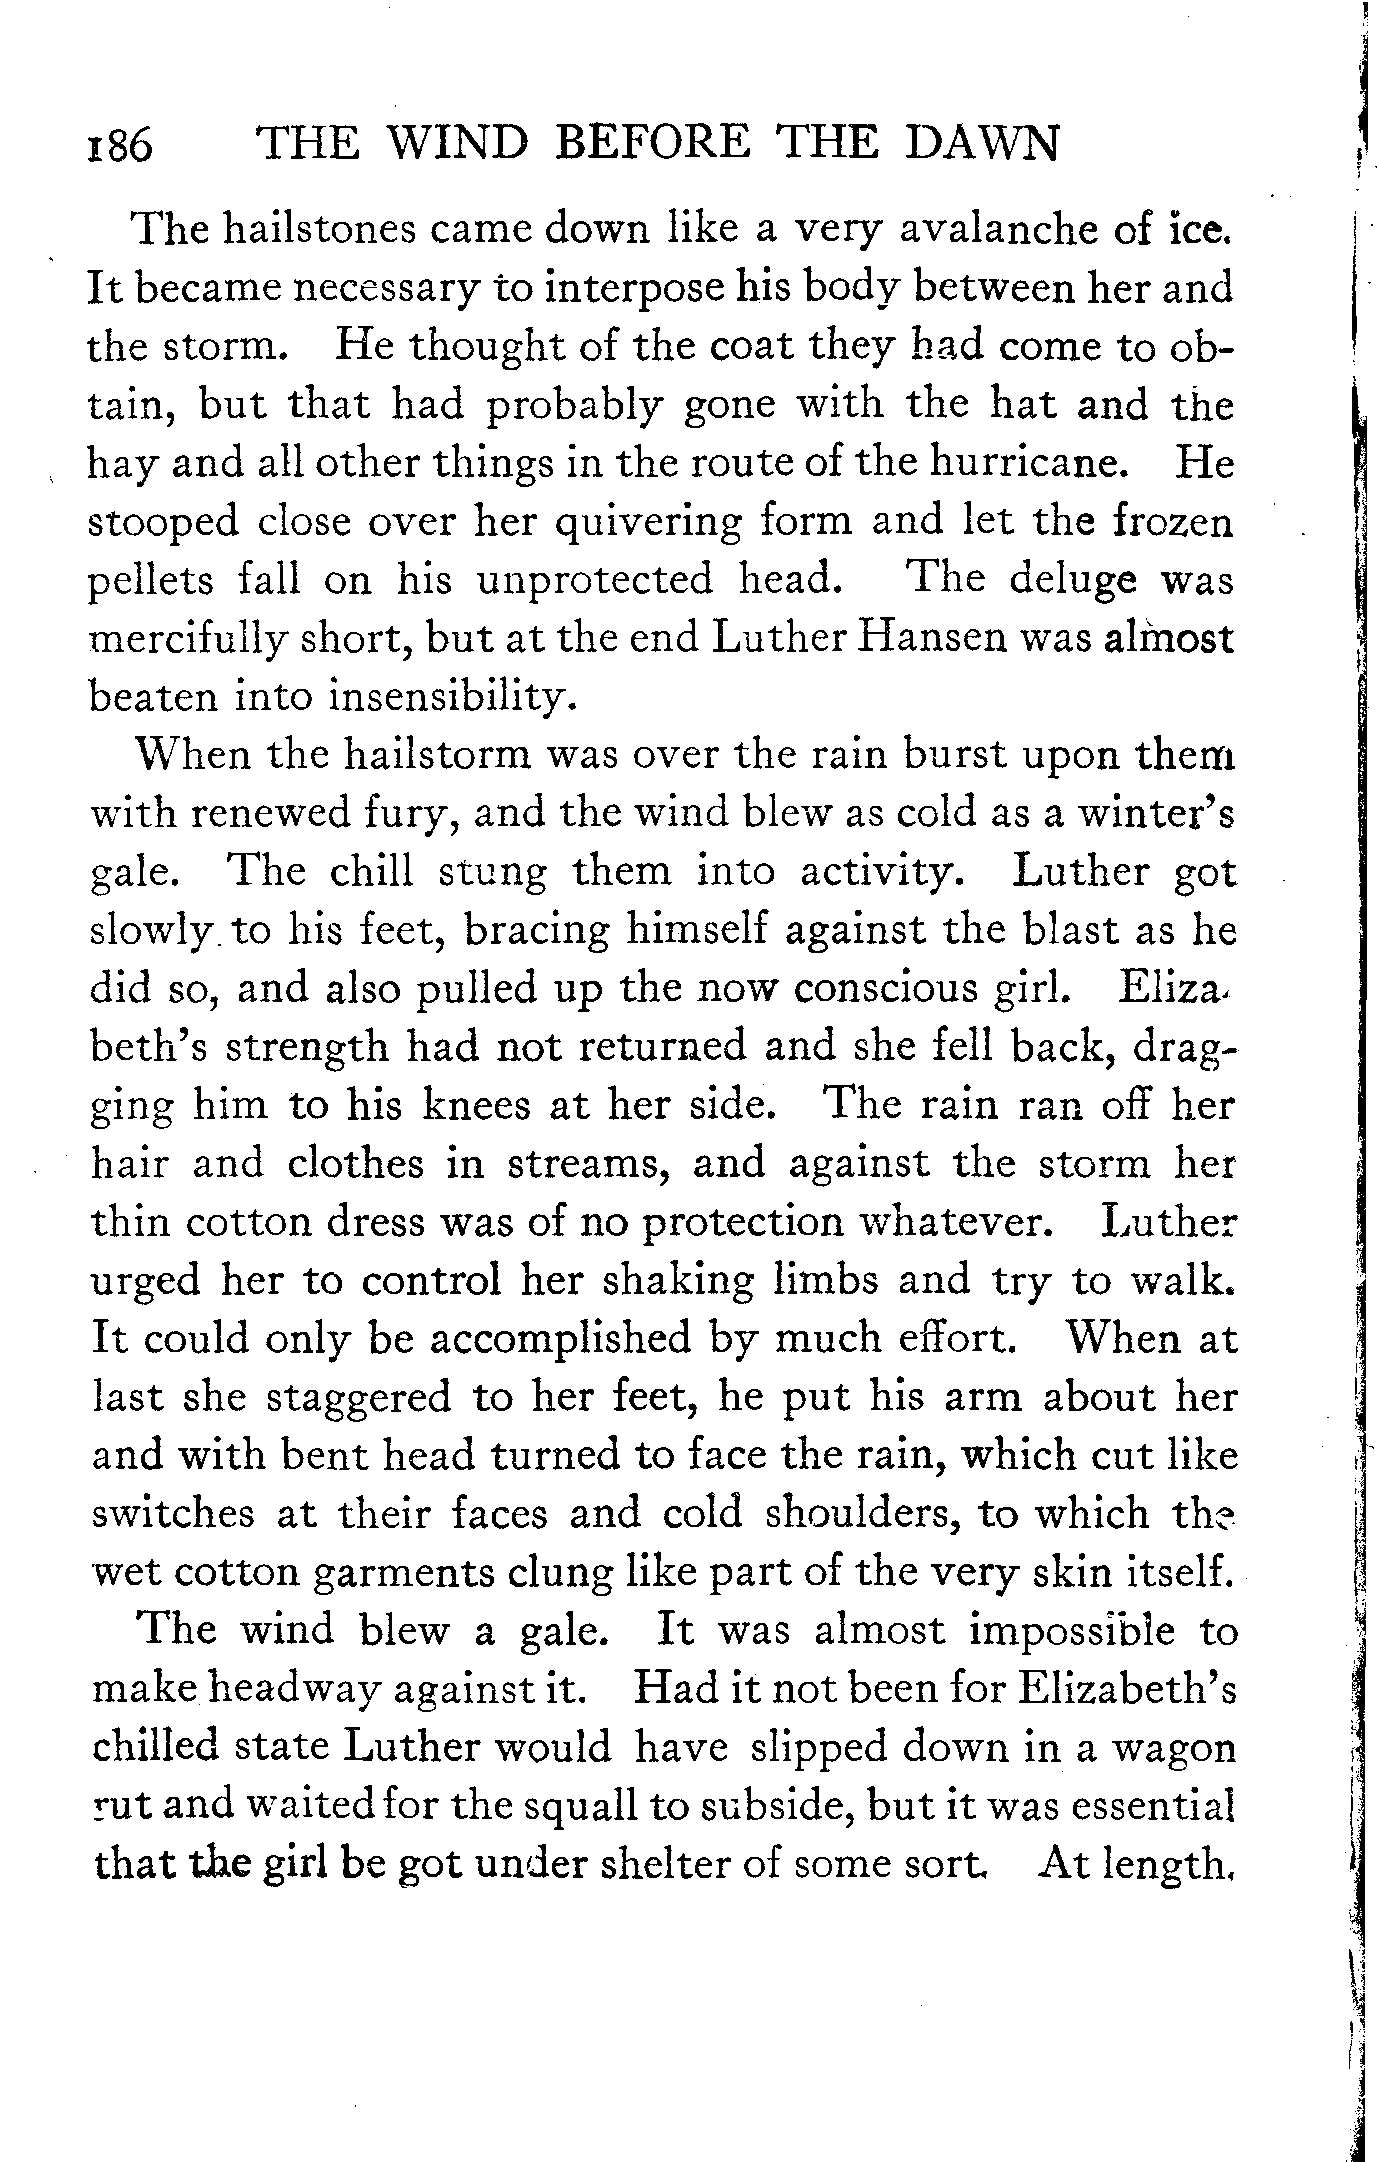 186 THE WIND BEFORE THE DAWN
The hailstones came down like a very avalanche of ice.
It became necessary to interpose his body between her and
the storm. He thought of the coat they had come to ob-
tain, but that had probably gone with the hat and the
hay and all other things in the route of the hurricane. He
stooped close over her quivering form and let the frozen
pellets fall on his unprotected head. The deluge was
mercifully short, but at the end Luther Hansen was almost
beaten into insensibility.
When the hailstorm was over the rain burst upon them
with renewed fury, and the wind blew as cold as a winter's
gale. The chill stung them into activity. Luther got
slowly to his feet, bracing himself against the blast as he
did so, and also pulled up the now conscious girl. Eliza-
beth's strength had not returned and she fell back, drag-
ging him to his knees at her side. The rain ran off her
hair and clothes in streams, and against the storm her
thin cotton dress was of no protection whatever. Luther
urged her to control her shaking limbs and try to walk.
It could only be accomplished by much effort. When at
last she staggered to her feet, he put his arm about her
and with bent head turned to face the rain, which cut like
switches at their faces and cold shoulders, to which the
wet cotton garments clung like part of the very skin itself.
The wind blew a gale. It was almost impossible to
make headway against it. Had it not been for Elizabeth's
chilled state Luther would have slipped down in a wagon
rut and waited for the squall to subside, but it was essential
that the girl be got under shelter of some sort. At length,